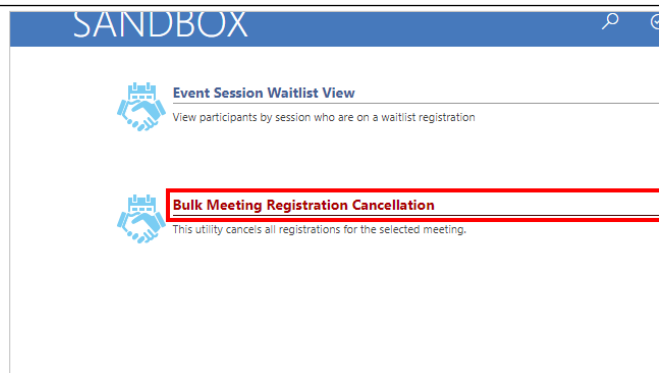 SANDBOX
Event Session Waitlist View
View participants by session who are on a waitlist registration
Bulk Meeting Registration Cancellation
This utility cancels all registrations for the selected meeting.